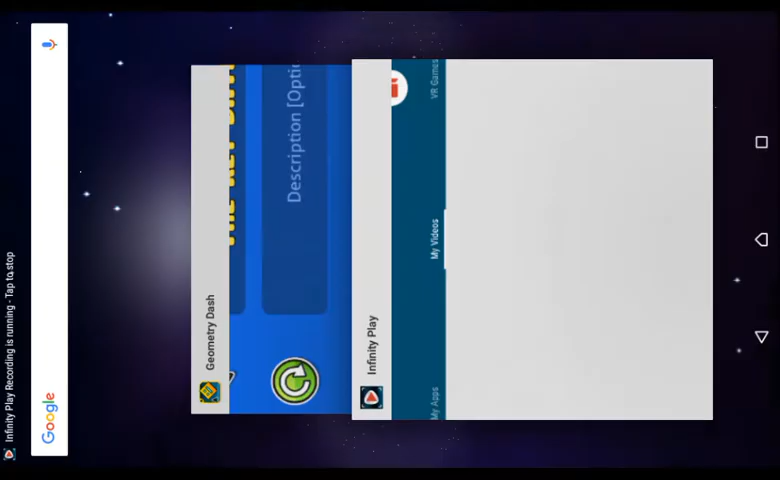 Infinity Play Recording is running - Tap to stop
Google
Geometry Dash
Description [Opti
Infinity Play
My Apps
My Videos
VR Games